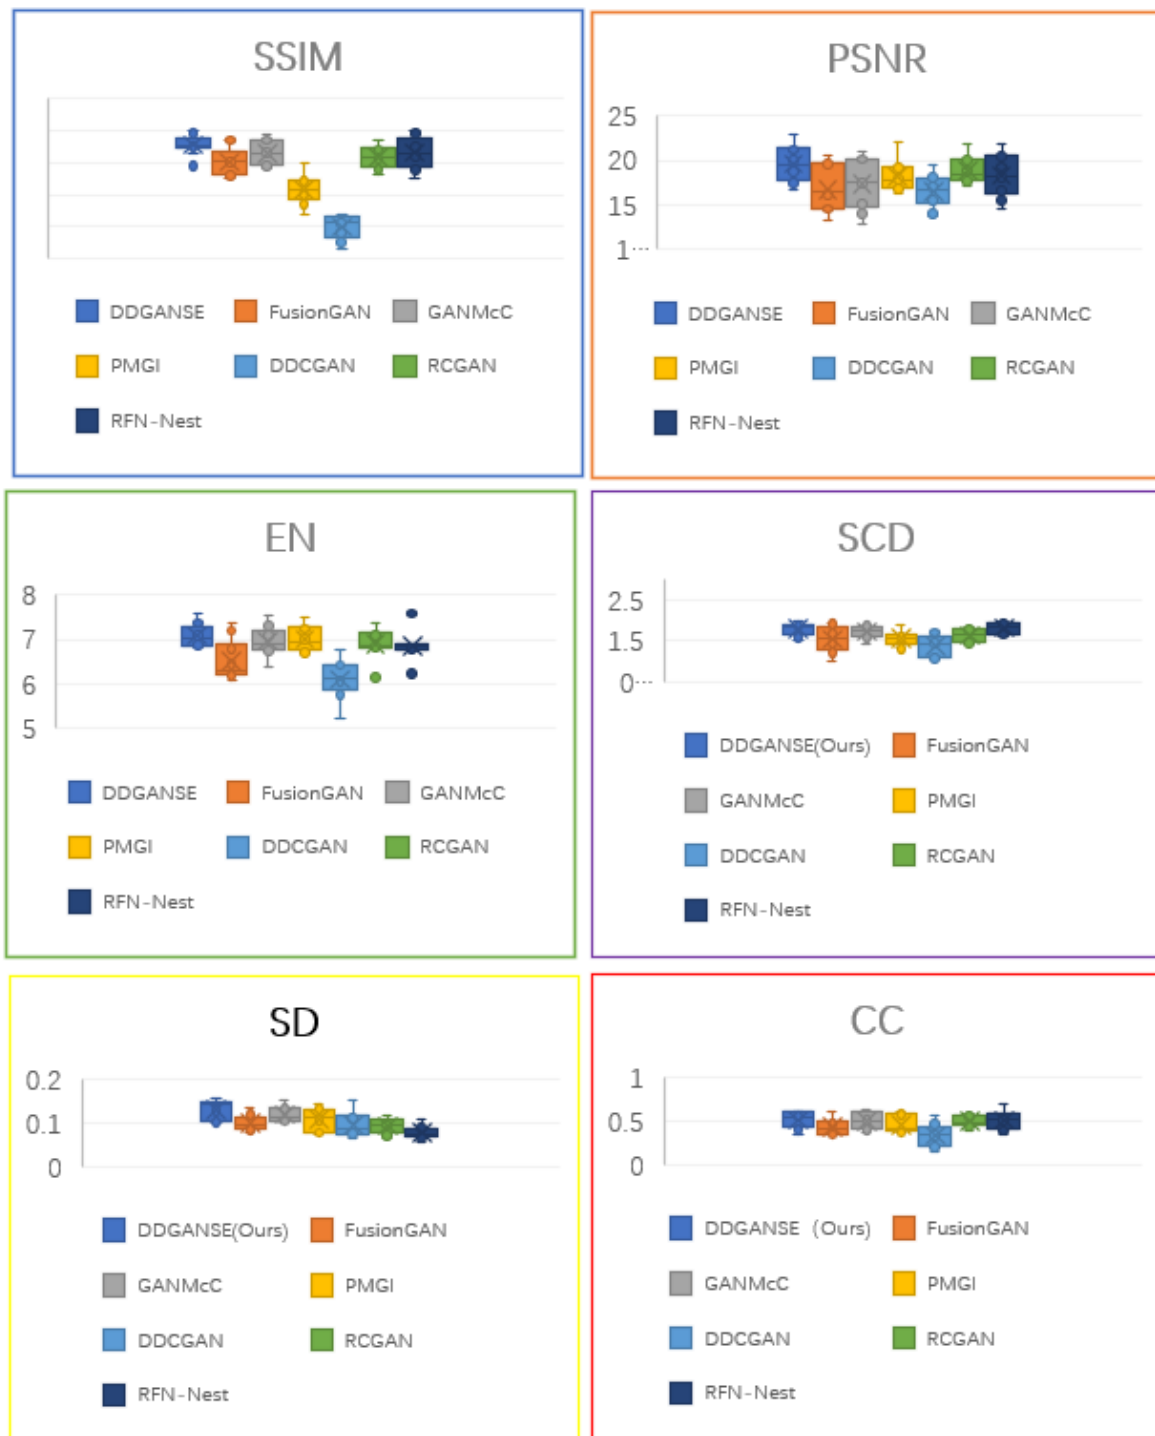 SSIM
DDGANSE FusionGAN GANMcC
PMGI DDCGAN RCGAN
RFN-Nest
PSNR
25
20
15
1...
DDGANSE FusionGAN GANMcC
PMGI DDCGAN RCGAN
RFN-Nest
EN
8
7
6
5
DDGANSE FusionGAN GANMcC
PMGI DDCGAN RCGAN
RFN-Nest
SCD
2.5
1.5
0...
DDGANSE(Ours) FusionGAN
GANMcC PMGI
DDCGAN RCGAN
RFN-Nest
SD
0.2
0.1
0
DDGANSE(Ours) FusionGAN
GANMcC PMGI
DDCGAN RCGAN
RFN-Nest
CC
1
0.5
0
DDGANSE (Ours) FusionGAN
GANMcC PMGI
DDCGAN RCGAN
RFN-Nest